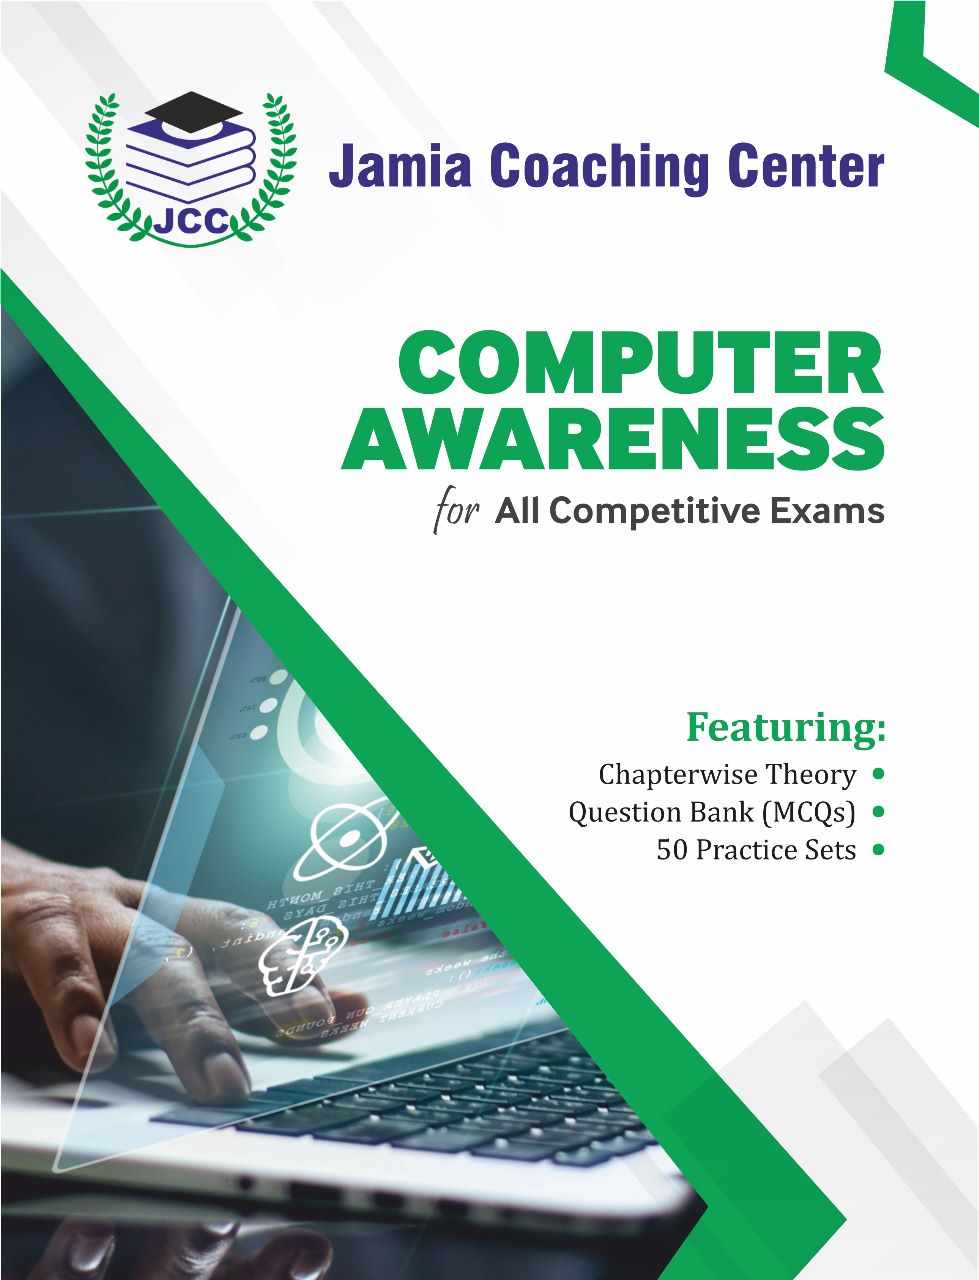 JCC
Jamia Coaching Center
COMPUTER
AWARENESS
for All Competitive Exams
Featuring:
Chapterwise Theory •
Question Bank (MCQs) •
50 Practice Sets •